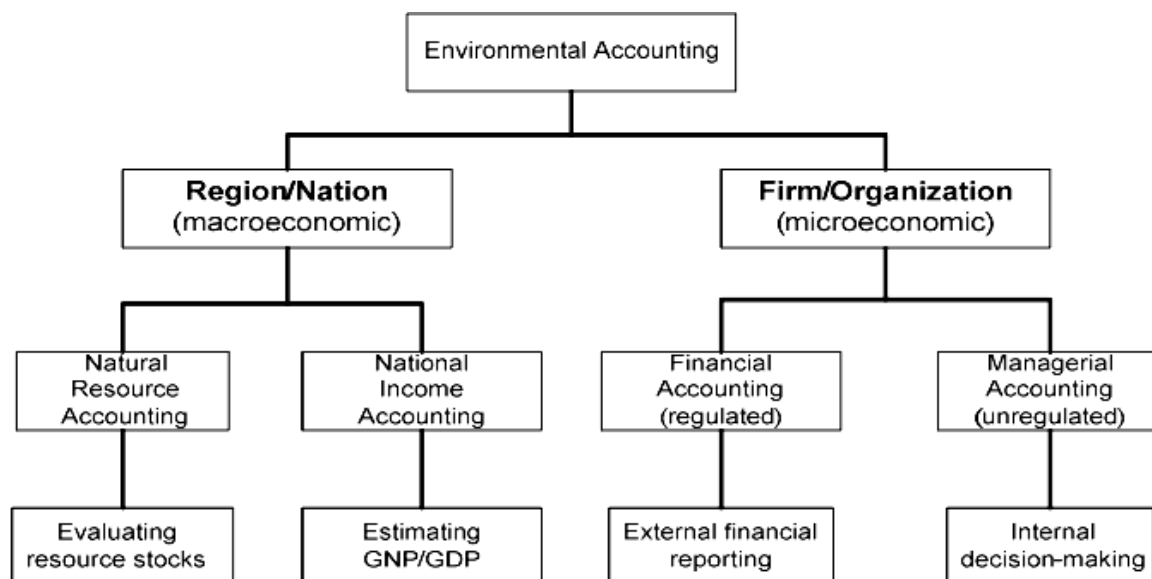 Environmental Accounting
Region/Nation
(macroeconomic)
Firm/Organization
(microeconomic)
Natural
Resource
Accounting
National
Income
Accounting
Financial
Accounting
(regulated)
Managerial
Accounting
(unregulated)
Evaluating
resource stocks
Estimating
GNP/GDP
External financial
reporting
Internal
decision-making